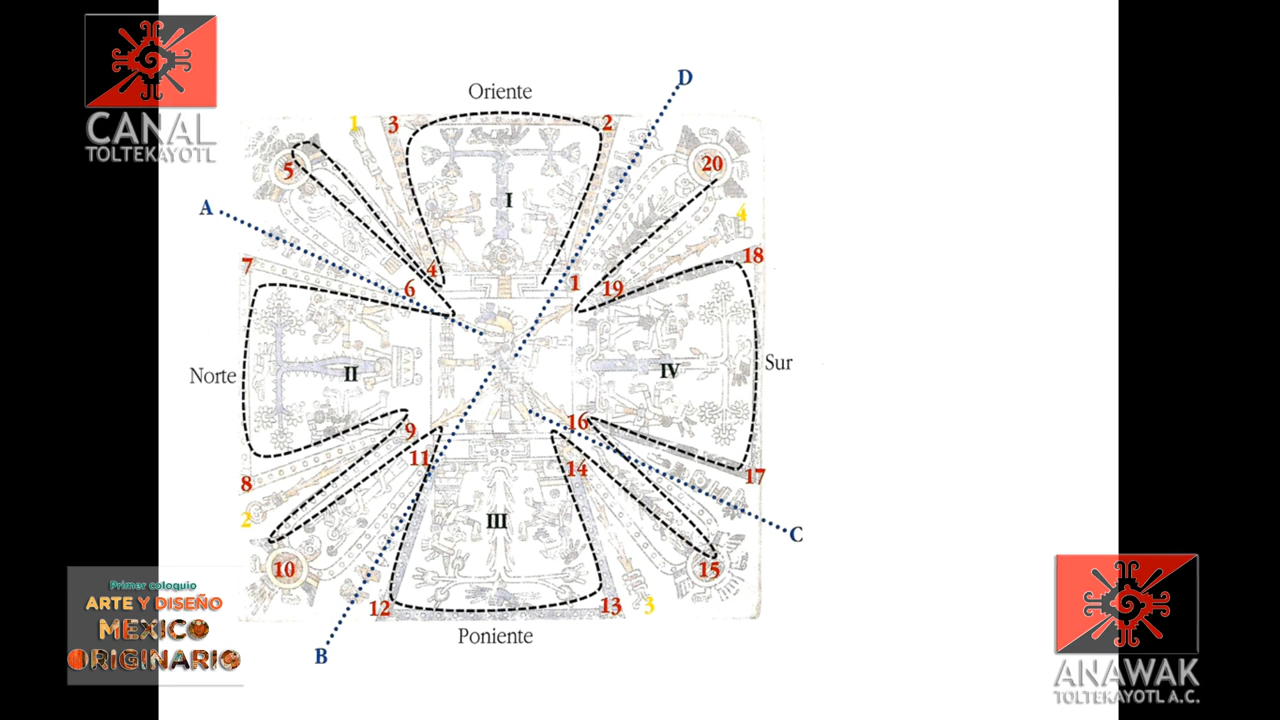 CANAL
TOLTEKAYOTL
Oriente
D
1
3
2
5
20
I
A
4
7
4
18
6
1
19
Norte
II
IV
Sur
9
16
11
14
8
17
2
III
C
10
15
12
13
3
Poniente
B
Primer coloquio
ARTE Y DISEÑO
MEXICO
ORIGINARIO
ANAWAK
TOLTEKAYOTL A.C.